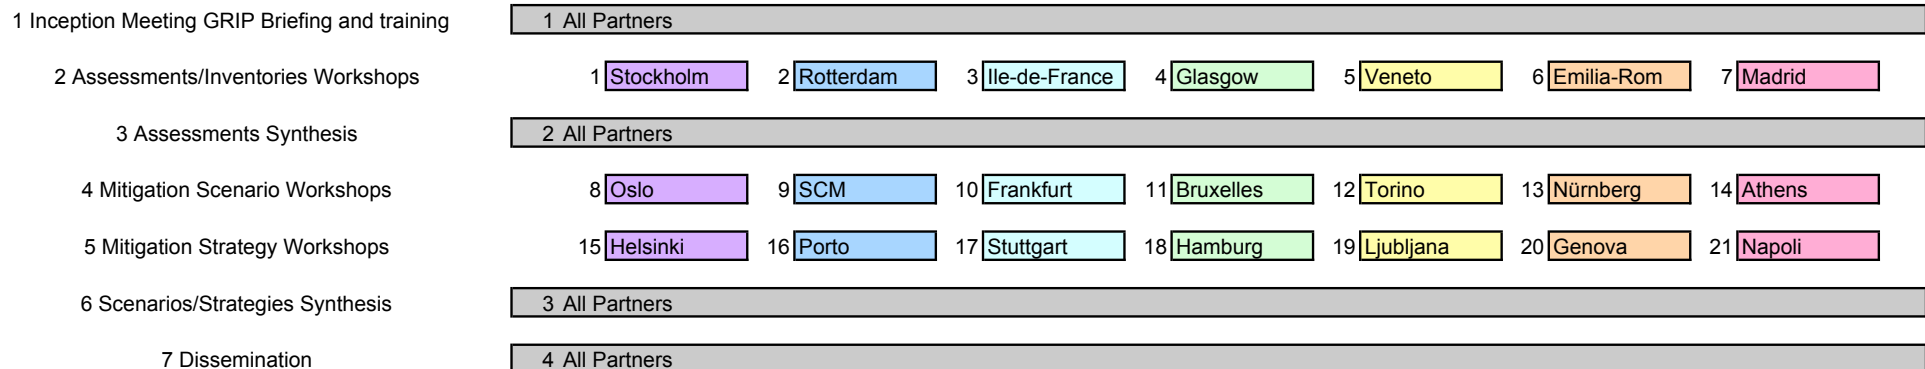 1 Inception Meeting GRIP Briefing and training 1 All Partners
2 Assessments/Inventories Workshops 1 Stockholm 2 Rotterdam 3 Ile-de-France 4 Glasgow 5 Veneto 6 Emilia-Rom 7 Madrid
3 Assessments Synthesis 2 All Partners
4 Mitigation Scenario Workshops 8 Oslo 9 SCM 10 Frankfurt 11 Bruxelles 12 Torino 13 Nürnberg 14 Athens
5 Mitigation Strategy Workshops 15 Helsinki 16 Porto 17 Stuttgart 18 Hamburg 19 Ljubljana 20 Genova 21 Napoli
6 Scenarios/Strategies Synthesis 3 All Partners
7 Dissemination 4 All Partners